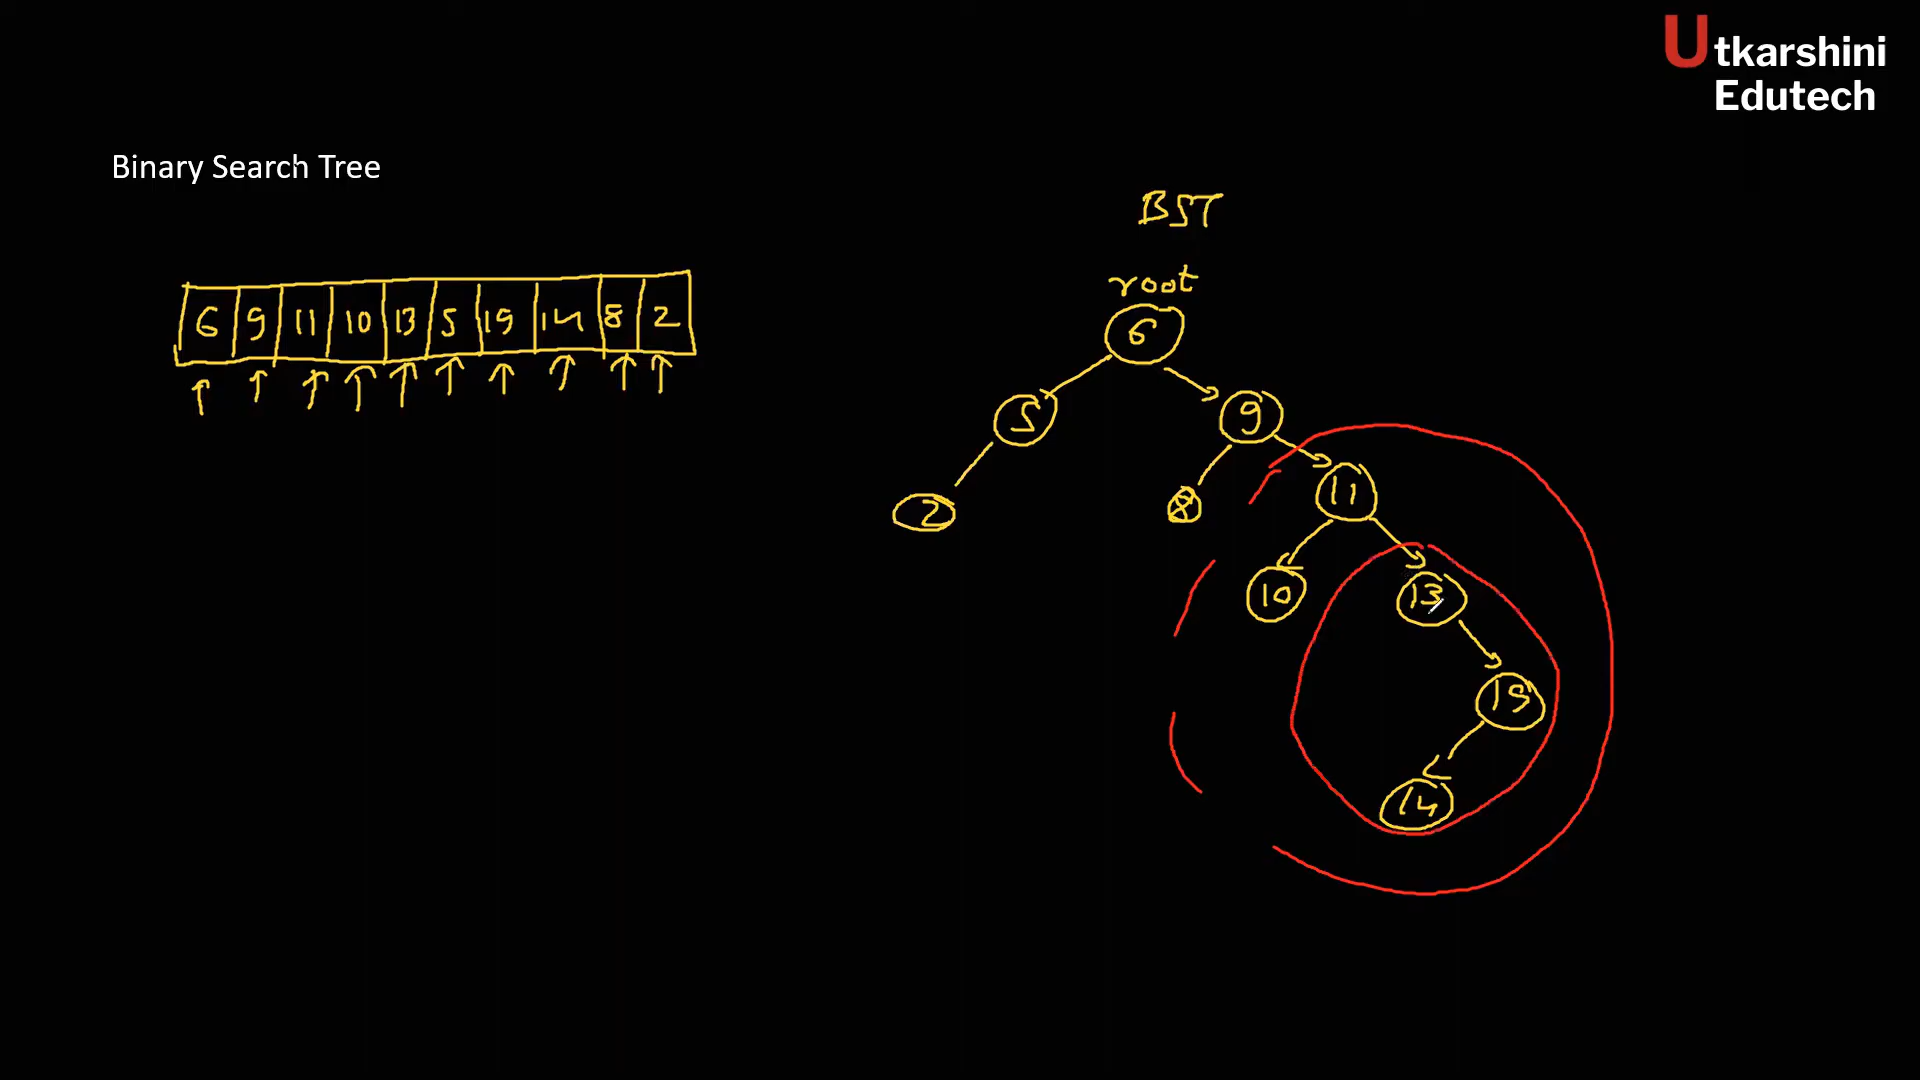 Utkarshini
Edutech
Binary Search Tree
BST
root
6 9 11 10 13 5 19 14 8 2
6
5 9
2 8 11
10 13
19
14